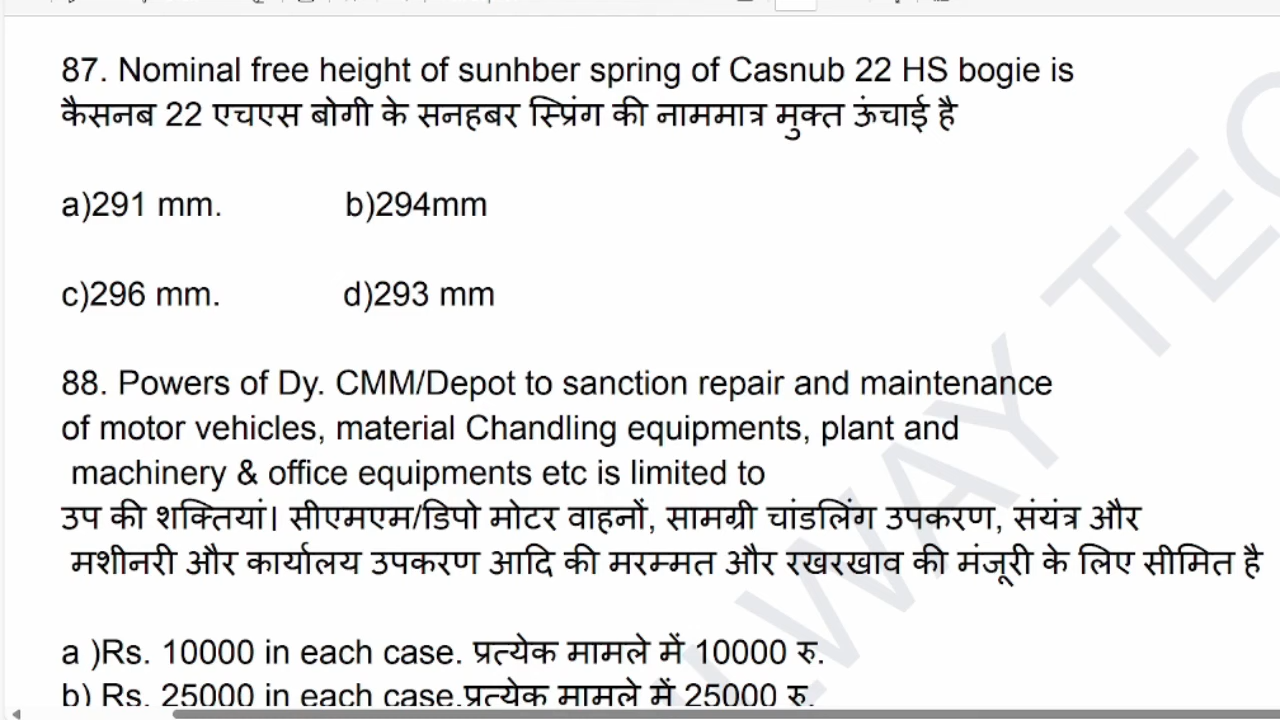 87. Nominal free height of sunhber spring of Casnub 22 HS bogie is
कैसनब 22 एचएस बोगी के सनहबर स्प्रिंग की नाममात्र मुक्त ऊंचाई है
a)291 mm. b)294mm
c)296 mm. d)293 mm
88. Powers of Dy. CMM/Depot to sanction repair and maintenance
of motor vehicles, material Chandling equipments, plant and
machinery & office equipments etc is limited to
उप की शक्तियां। सीएमएम/डिपो मोटर वाहनों, सामग्री चांडलिंग उपकरण, संयंत्र और
मशीनरी और कार्यालय उपकरण आदि की मरम्मत और रखरखाव की मंजूरी के लिए सीमित है
a )Rs. 10000 in each case. प्रत्येक मामले में 10000 रु.
b) Rs. 25000 in each case.प्रत्येक मामले में 25000 रु.